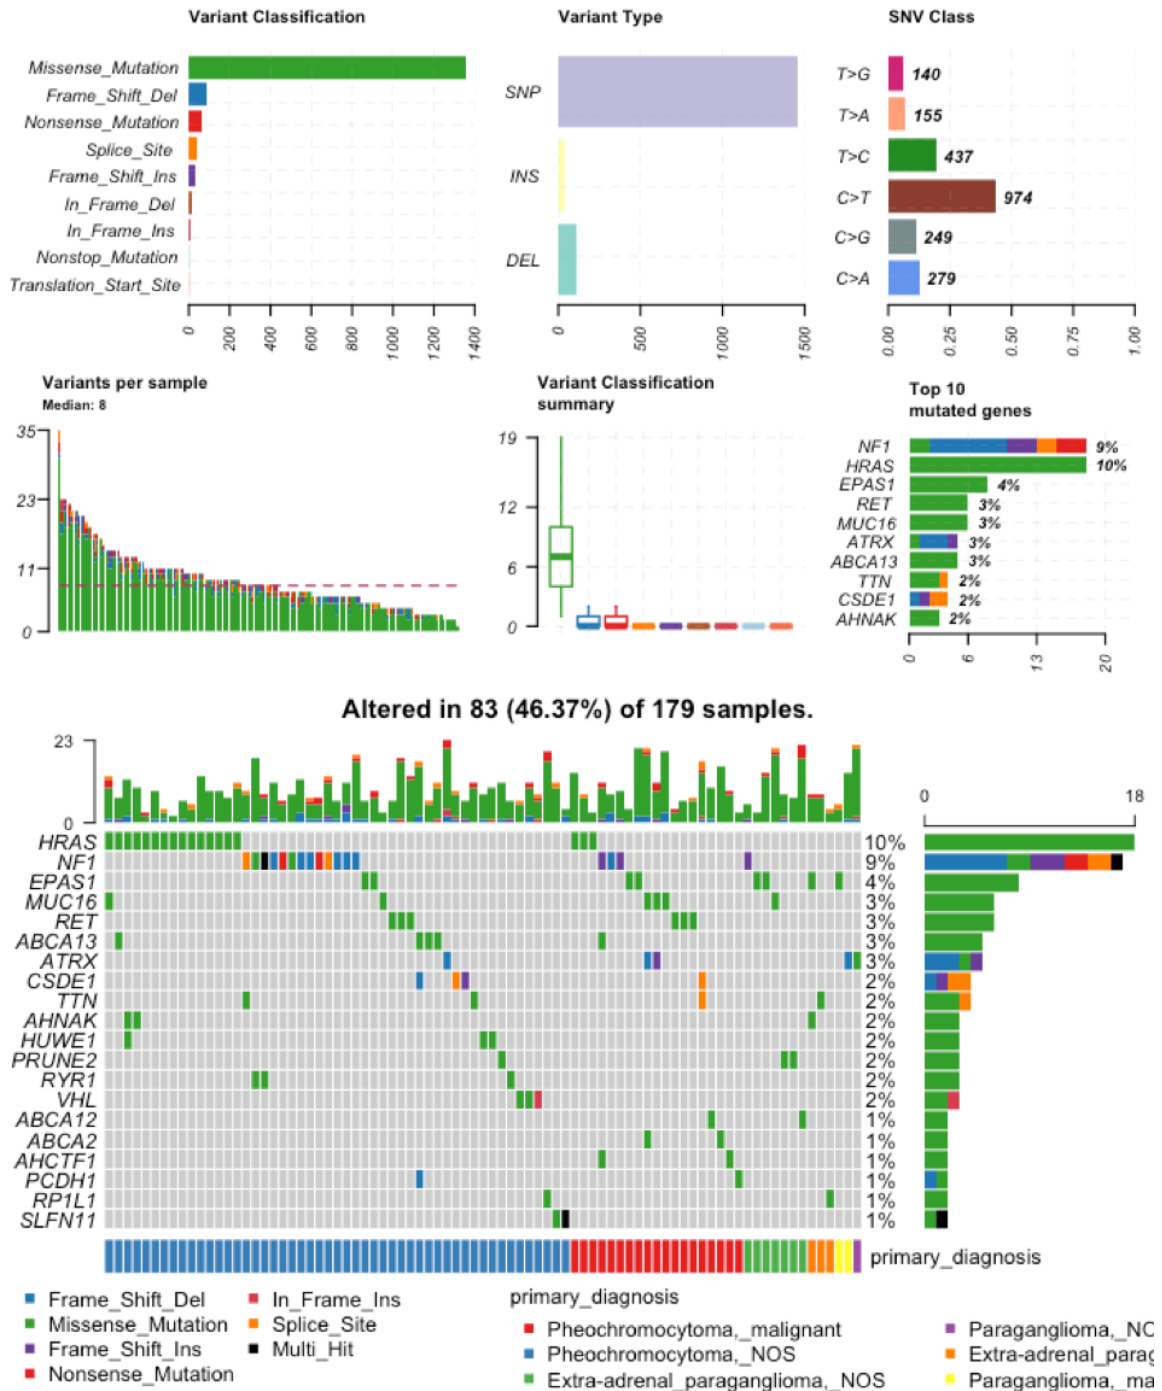 Variant Classification
Missense_Mutation
Frame_Shift_Del
Nonsense_Mutation
Splice_Site
Frame_Shift_Ins
In_Frame_Del
In_Frame_Ins
Nonstop_Mutation
Translation_Start_Site
0 200 400 600 800 1000 1200 1400
Variant Type
SNP
INS
DEL
0 500 1000 1500
SNV Class
T>G 140
T>A 155
T>C 437
C>T 974
C>G 249
C>A 279
0.00 0.25 0.50 0.75 1.00
Variants per sample
Median: 8
35
23
11
0
Variant Classification
summary
19
12
6
0
Top 10
mutated genes
NF1 9%
HRAS 10%
EPAS1 4%
RET 3%
MUC16 3%
ATRX 3%
ABCA13 3%
TTN 2%
CSDE1 2%
AHNAK 2%
0 6 13 20
Altered in 83 (46.37%) of 179 samples.
23
0
0 18
HRAS 10%
NF1 9%
EPAS1 4%
MUC16 3%
RET 3%
ABCA13 3%
ATRX 3%
CSDE1 2%
TTN 2%
AHNAK 2%
HUWE1 2%
PRUNE2 2%
RYR1 2%
VHL 2%
ABCA12 1%
ABCA2 1%
AHCTF1 1%
PCDH1 1%
RP1L1 1%
SLFN11 1%
primary_diagnosis
Frame_Shift_Del
Missense_Mutation
Frame_Shift_Ins
Nonsense_Mutation
In_Frame_Ins
Splice_Site
Multi_Hit
primary_diagnosis
Pheochromocytoma,_malignant
Pheochromocytoma,_NOS
Extra-adrenal_paraganglioma,_NOS
Paraganglioma,_NO
Extra-adrenal_parag
Paraganglioma,_ma